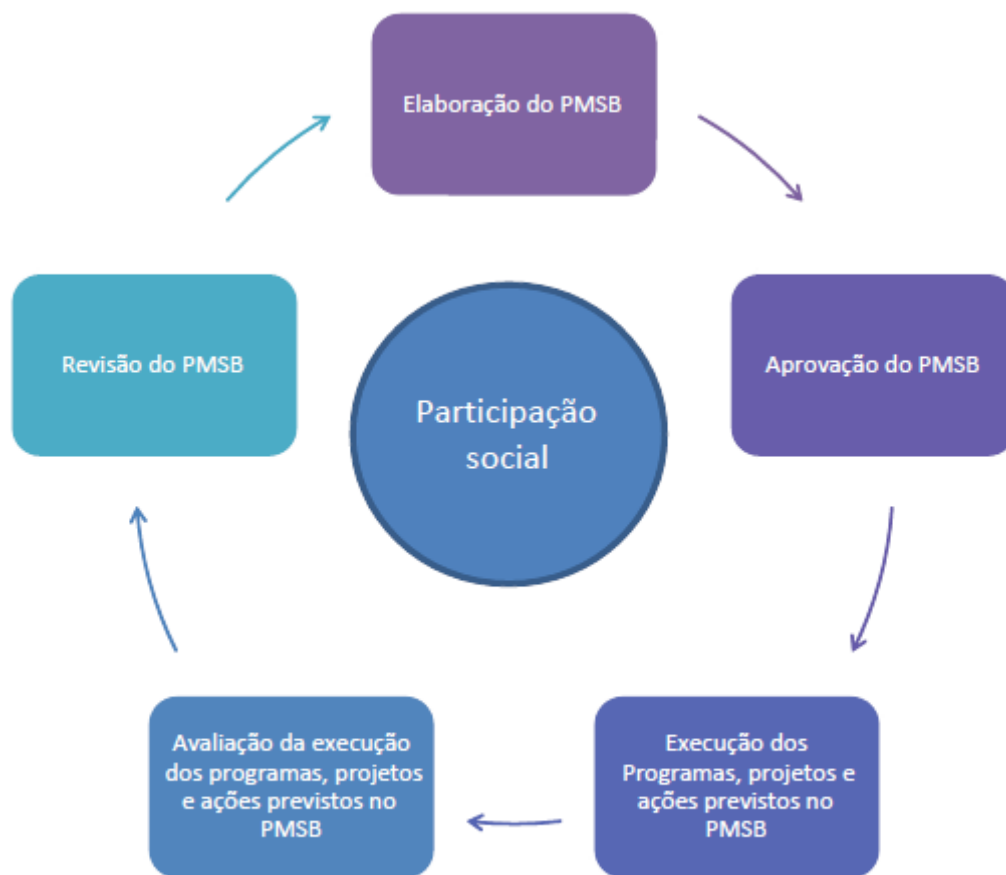 Elaboração do PMSB
Aprovação do PMSB
Execução dos
Programas, projetos e
ações previstos no
PMSB
Avaliação da execução
dos programas, projetos
e ações previstos no
PMSB
Revisão do PMSB
Participação
social